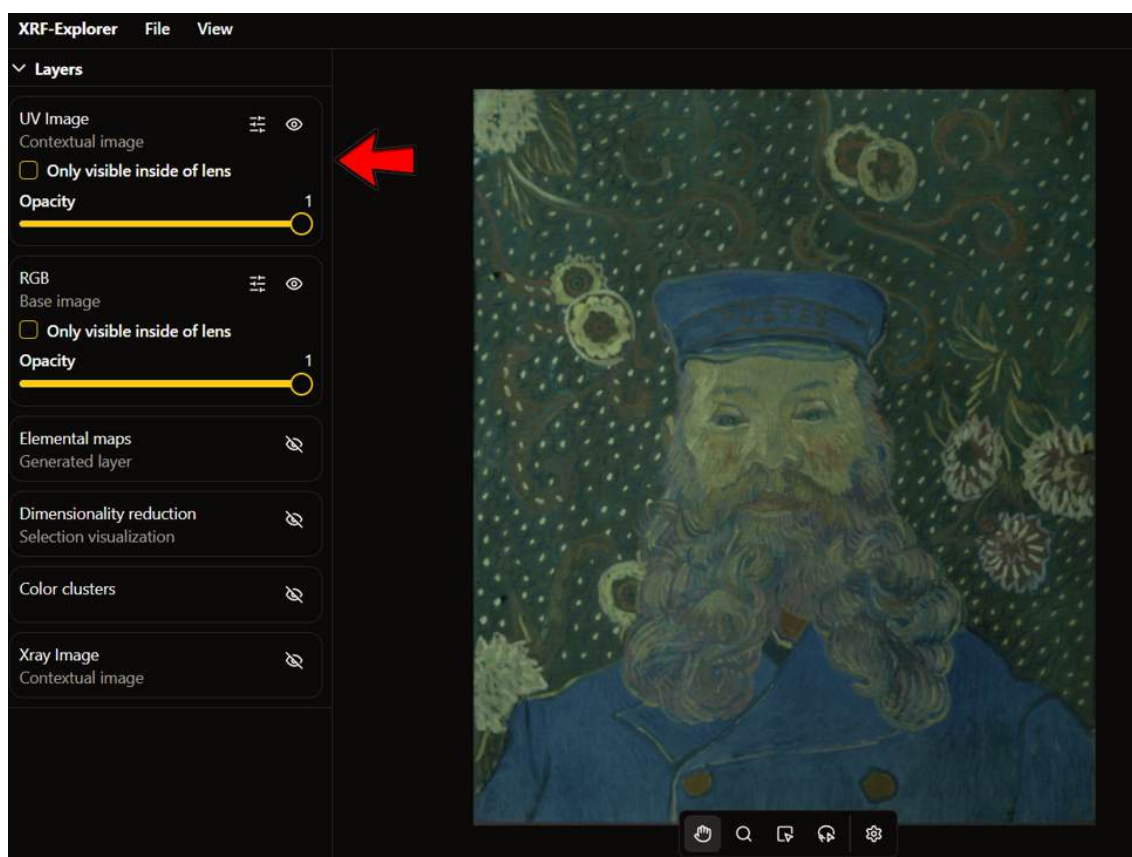 XRF-Explorer File View
Layers
UV Image
Contextual image
Only visible inside of lens
Opacity 1
RGB
Base image
Only visible inside of lens
Opacity 1
Elemental maps
Generated layer
Dimensionality reduction
Selection visualization
Color clusters
Xray Image
Contextual image